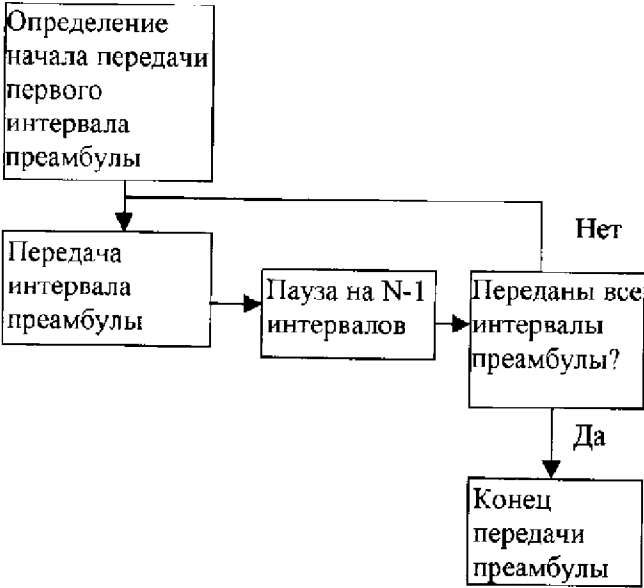 Определение
начала передачи
первого
интервала
преамбулы
Нет
Передача
интервала
преамбулы
Пауза на N-1
интервалов
Переданы все
интервалы
преамбулы?
Да
Конец
передачи
преамбулы